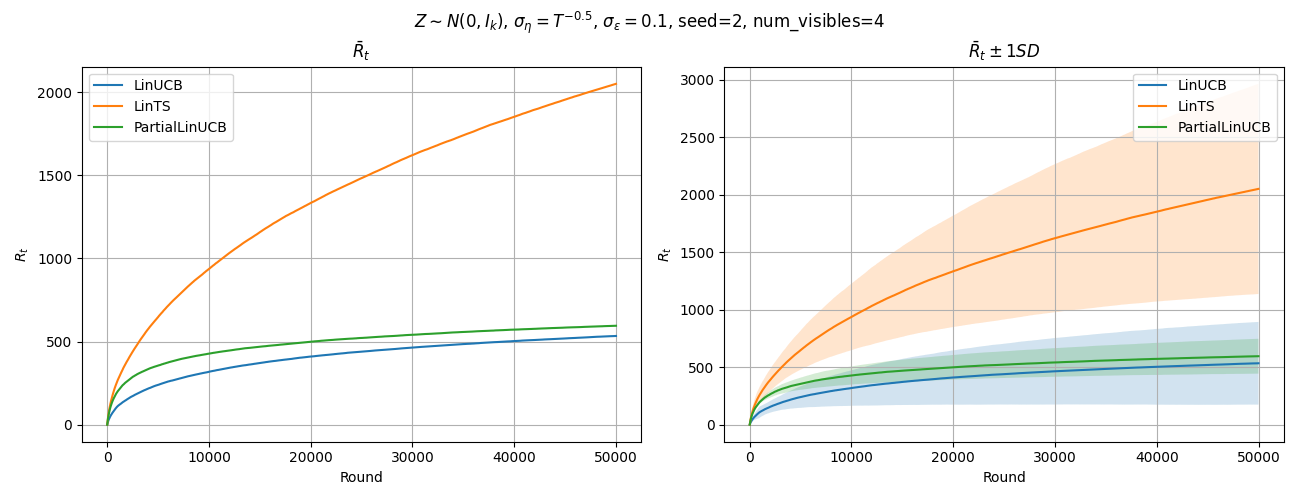 Z ∼ N(0, I_k), σ_η = T^{−0.5}, σ_ε = 0.1, seed=2, num_visibles=4
R̄_t
2000
1500
1000
500
0
0 10000 20000 30000 40000 50000
Round
R_t
LinUCB
LinTS
PartialLinUCB
R̄_t ± 1SD
3000
2500
2000
1500
1000
500
0
0 10000 20000 30000 40000 50000
Round
R_t
LinUCB
LinTS
PartialLinUCB